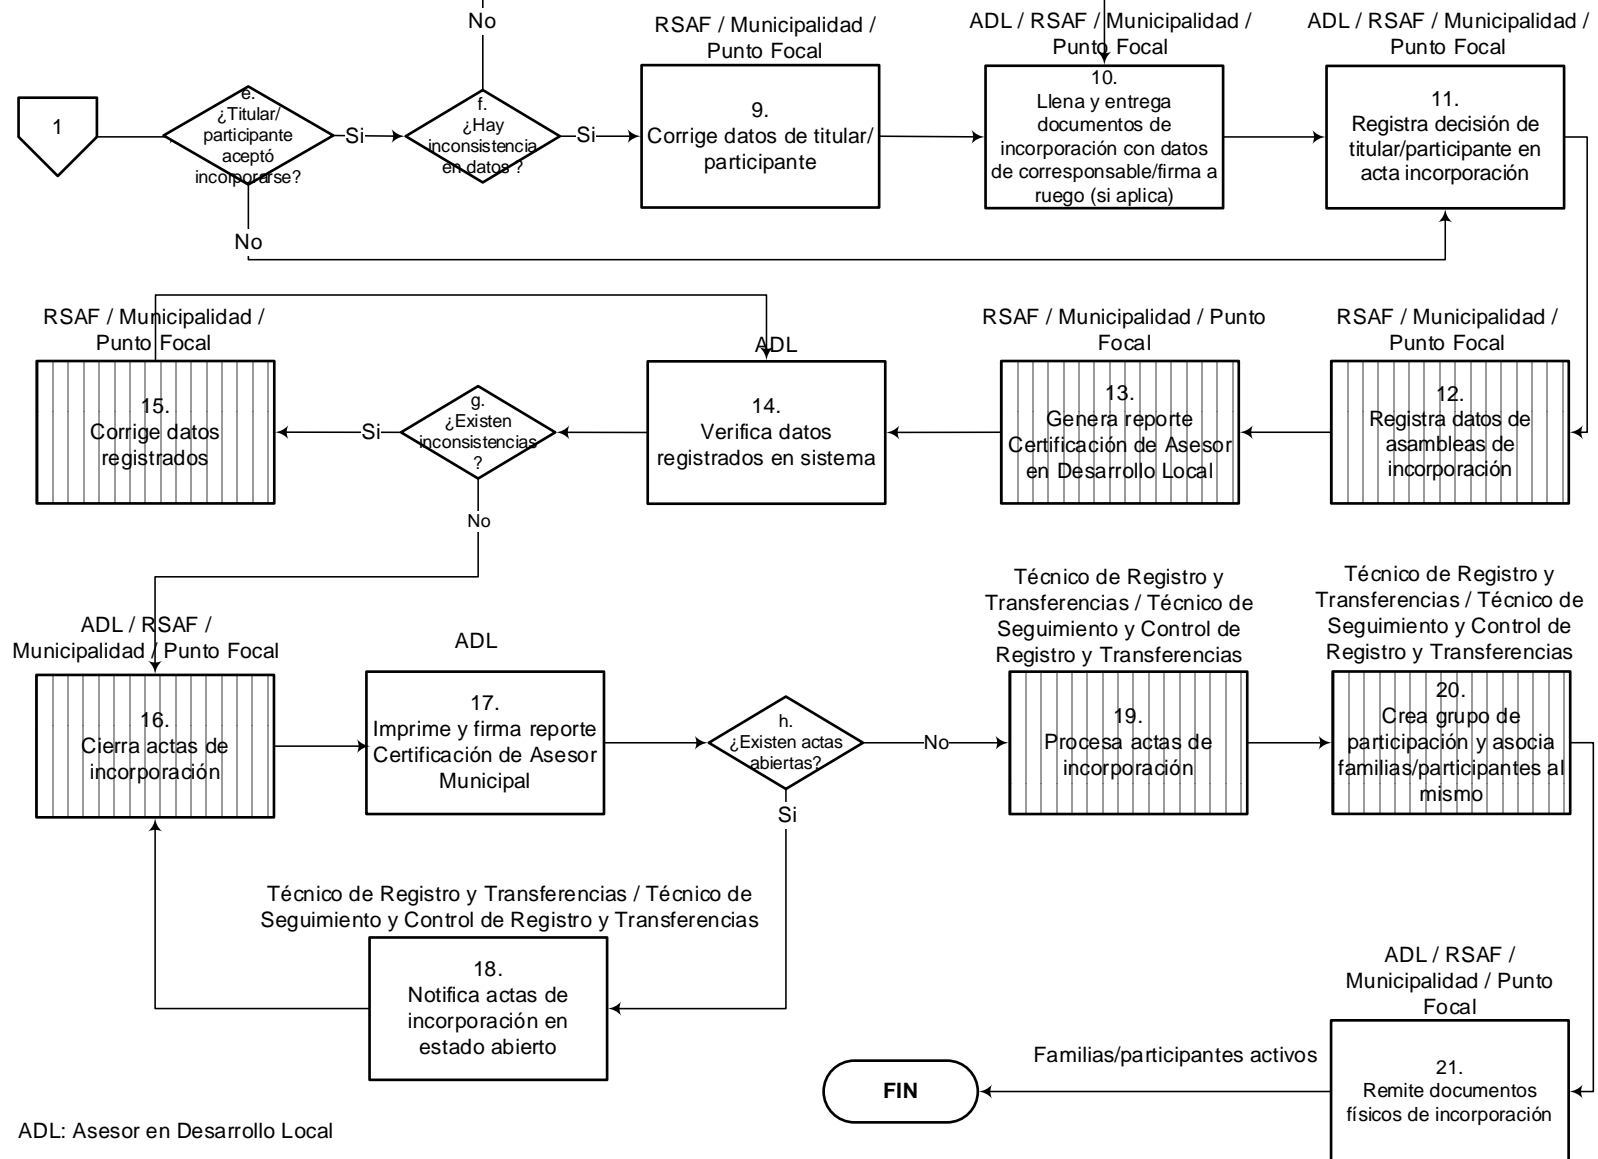 No
RSAF / Municipalidad /
Punto Focal
ADL / RSAF / Municipalidad /
Punto Focal
ADL / RSAF / Municipalidad /
Punto Focal
1
e.
¿Titular/
participante
aceptó
incorporarse?
Si
f.
¿Hay
inconsistencia
en datos ?
Si
9.
Corrige datos de titular/
participante
10.
Llena y entrega
documentos de
incorporación con datos
de corresponsable/firma a
ruego (si aplica)
11.
Registra decisión de
titular/participante en
acta incorporación
No
RSAF / Municipalidad /
Punto Focal
ADL
RSAF / Municipalidad / Punto
Focal
RSAF / Municipalidad /
Punto Focal
15.
Corrige datos
registrados
Si
g.
¿Existen
inconsistencias
?
14.
Verifica datos
registrados en sistema
13.
Genera reporte
Certificación de Asesor
en Desarrollo Local
12.
Registra datos de
asambleas de
incorporación
No
ADL / RSAF /
Municipalidad / Punto Focal
ADL
Técnico de Registro y
Transferencias / Técnico de
Seguimiento y Control de
Registro y Transferencias
Técnico de Registro y
Transferencias / Técnico de
Seguimiento y Control de
Registro y Transferencias
16.
Cierra actas de
incorporación
17.
Imprime y firma reporte
Certificación de Asesor
Municipal
h.
¿Existen actas
abiertas?
No
19.
Procesa actas de
incorporación
20.
Crea grupo de
participación y asocia
familias/participantes al
mismo
Si
Técnico de Registro y Transferencias / Técnico de
Seguimiento y Control de Registro y Transferencias
18.
Notifica actas de
incorporación en
estado abierto
ADL / RSAF /
Municipalidad / Punto
Focal
21.
Remite documentos
físicos de incorporación
Familias/participantes activos
FIN
ADL: Asesor en Desarrollo Local